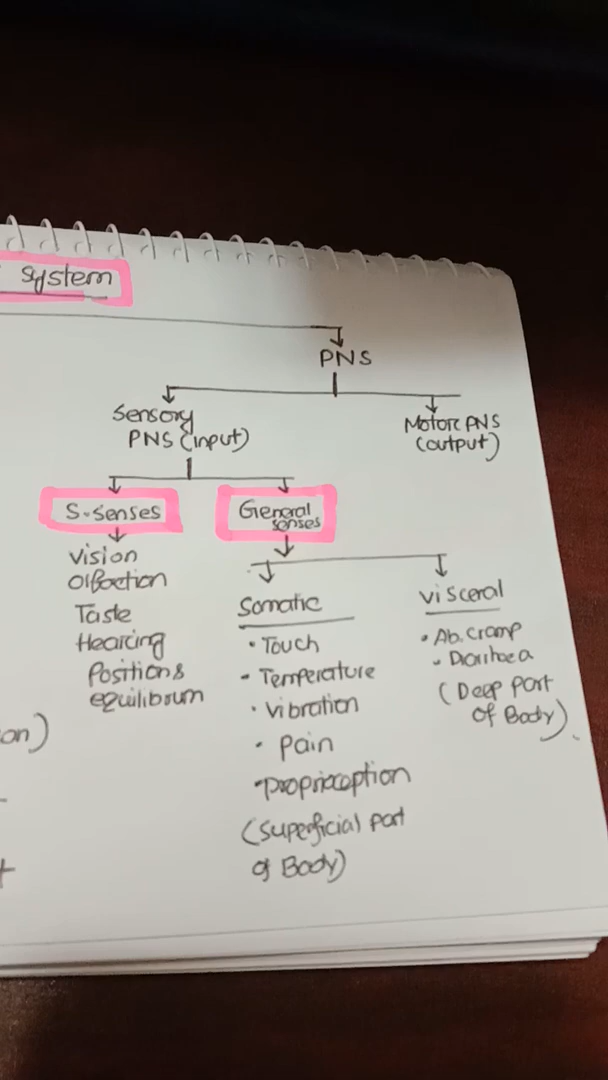 system
PNS
Sensory
PNS (input)
Motor PNS
(output)
S.senses
General
senses
vision
Olfaction
Taste
Hearing
Position &
equilibrium
Somatic
• Touch
- Temperature
• vibration
• pain
• proprioception
(Superficial part
of Body)
visceral
• Ab. cramp
- Diarrhoea
(Deep part
of Body)
on)